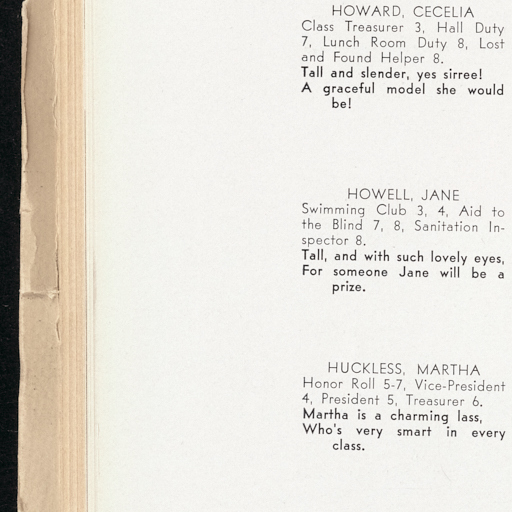 HOWARD, CECELIA
Class Treasurer 3, Hall Duty
7, Lunch Room Duty 8, Lost
and Found Helper 8.
Tall and slender, yes sirree!
A graceful model she would
be!
HOWELL, JANE
Swimming Club 3, 4, Aid to
the Blind 7, 8, Sanitation In-
spector 8.
Tall, and with such lovely eyes,
For someone Jane will be a
prize.
HUCKLESS, MARTHA
Honor Roll 5-7, Vice-President
4, President 5, Treasurer 6.
Martha is a charming lass,
Who's very smart in every
class.